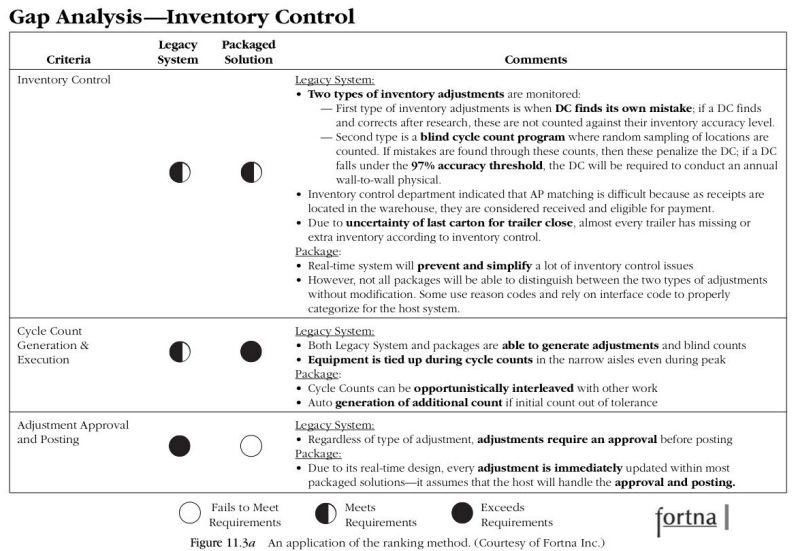 Gap Analysis—Inventory Control
Criteria
Legacy
System
Packaged
Solution
Comments
Inventory Control
Legacy System:
• Two types of inventory adjustments are monitored:
— First type of inventory adjustments is when DC finds its own mistake; if a DC finds
and corrects after research, these are not counted against their inventory accuracy level.
— Second type is a blind cycle count program where random sampling of locations are
counted. If mistakes are found through these counts, then these penalize the DC; if a DC
falls under the 97% accuracy threshold, the DC will be required to conduct an annual
wall-to-wall physical.
• Inventory control department indicated that AP matching is difficult because as receipts are
located in the warehouse, they are considered received and eligible for payment.
• Due to uncertainty of last carton for trailer close, almost every trailer has missing or
extra inventory according to inventory control.
Package:
• Real-time system will prevent and simplify a lot of inventory control issues
• However, not all packages will be able to distinguish between the two types of adjustments
without modification. Some use reason codes and rely on interface code to properly
categorize for the host system.
Cycle Count
Generation &
Execution
Legacy System:
• Both Legacy System and packages are able to generate adjustments and blind counts
• Equipment is tied up during cycle counts in the narrow aisles even during peak
Package:
• Cycle Counts can be opportunistically interleaved with other work
• Auto generation of additional count if initial count out of tolerance
Adjustment Approval
and Posting
Legacy System:
• Regardless of type of adjustment, adjustments require an approval before posting
Package:
• Due to its real-time design, every adjustment is immediately updated within most
packaged solutions—it assumes that the host will handle the approval and posting.
Fails to Meet
Requirements
Meets
Requirements
Exceeds
Requirements
fortna
Figure 11.3a An application of the ranking method. (Courtesy of Fortna Inc.)